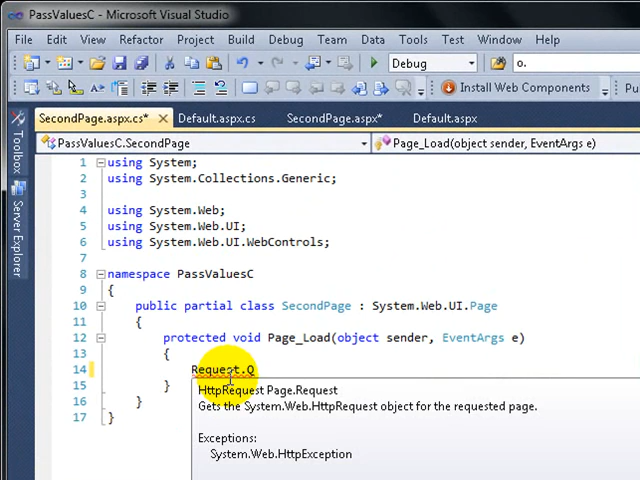 PassValuesC - Microsoft Visual Studio
File Edit View Refactor Project Build Debug Team Data Tools Test Window Help
Debug o.
Install Web Components Pu
SecondPage.aspx.cs* Default.aspx.cs SecondPage.aspx* Default.aspx
PassValuesC.SecondPage Page_Load(object sender, EventArgs e)
Toolbox
Server Explorer
1 using System;
2 using System.Collections.Generic;
3
4 using System.Web;
5 using System.Web.UI;
6 using System.Web.UI.WebControls;
7
8 namespace PassValuesC
9 {
10 public partial class SecondPage : System.Web.UI.Page
11 {
12 protected void Page_Load(object sender, EventArgs e)
13 {
14 Request.Q
15 }
16 }
17 }
HttpRequest Page.Request
Gets the System.Web.HttpRequest object for the requested page.
Exceptions:
System.Web.HttpException